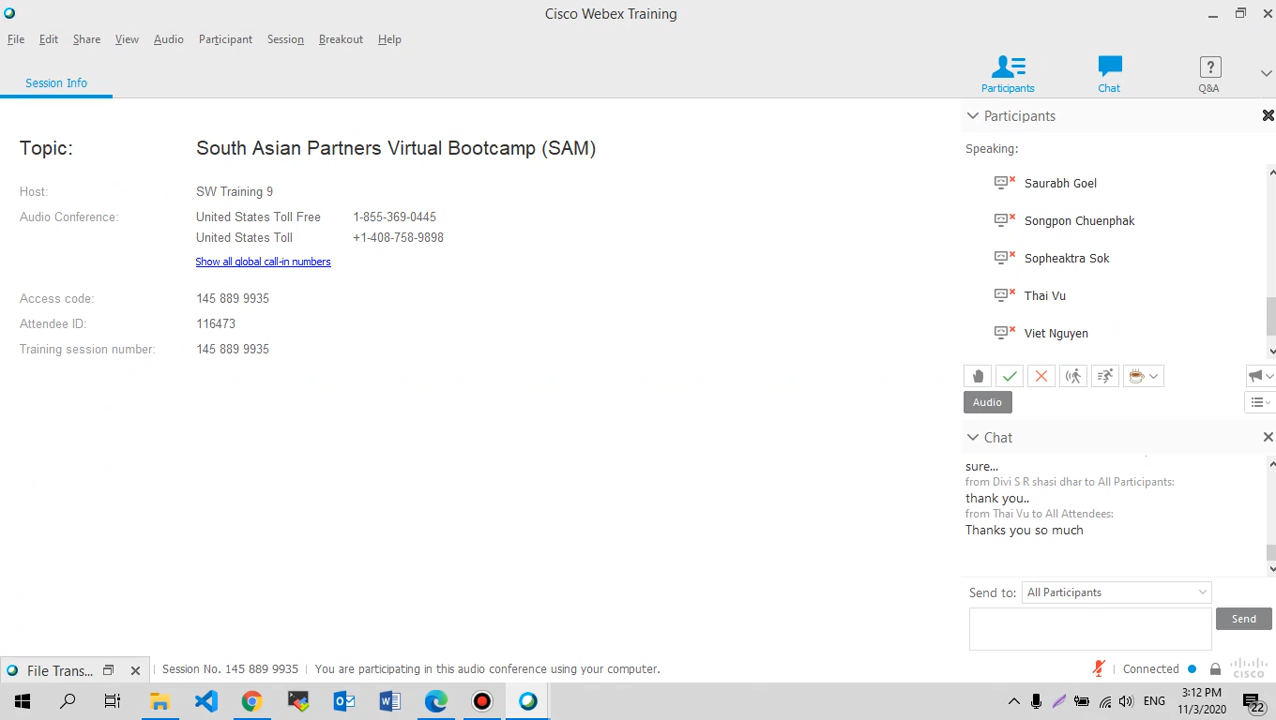 Cisco Webex Training
File Edit Share View Audio Participant Session Breakout Help
Session Info
Participants Chat Q&A
Topic: South Asian Partners Virtual Bootcamp (SAM)
Host: SW Training 9
Audio Conference: United States Toll Free 1-855-369-0445
United States Toll +1-408-758-9898
Show all global call-in numbers
Access code: 145 889 9935
Attendee ID: 116473
Training session number: 145 889 9935
Participants
Speaking:
Saurabh Goel
Songpon Chuenphak
Sopheaktra Sok
Thai Vu
Viet Nguyen
Audio
Chat
sure...
from Divi S R shasi dhar to All Participants:
thank you..
from Thai Vu to All Attendees:
Thanks you so much
Send to: All Participants
Send
File Trans... Session No. 145 889 9935 You are participating in this audio conference using your computer. Connected
cisco
ENG 3:12 PM
11/3/2020
22